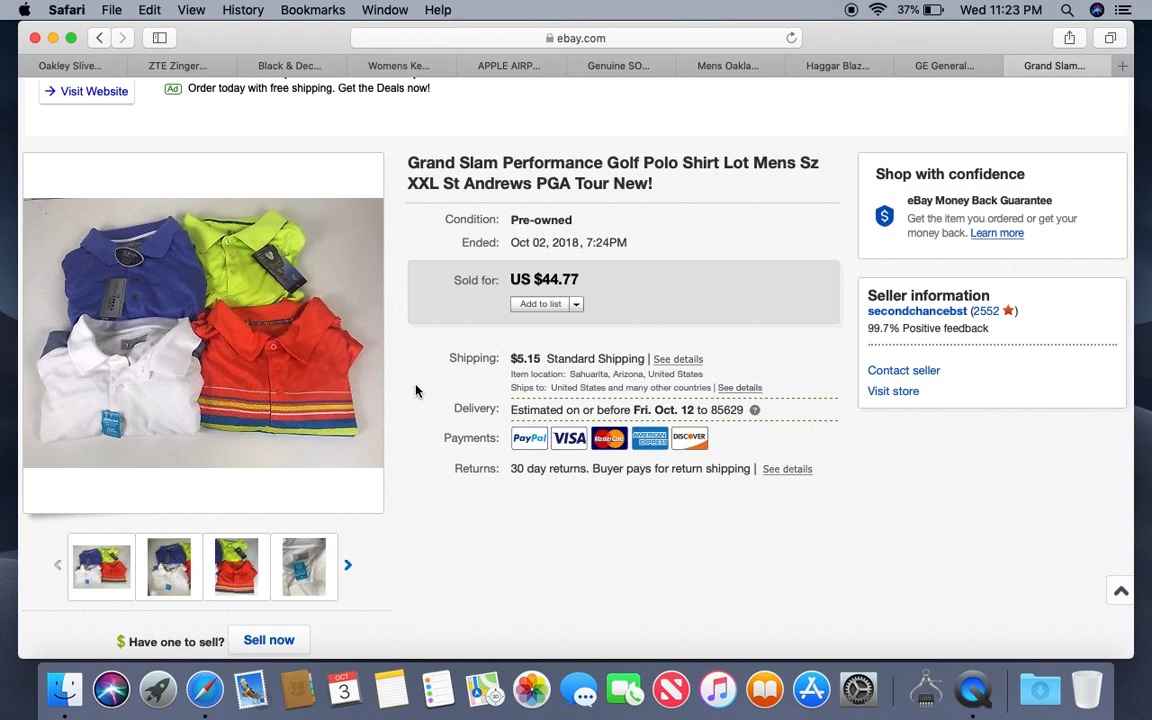 Safari File Edit View History Bookmarks Window Help 37% Wed 11:23 PM
ebay.com
Oakley Slive... ZTE Zinger... Black & Dec... Womens Ke... APPLE AIRP... Genuine SO... Mens Oakla... Haggar Blaz... GE General... Grand Slam...
Visit Website
Ad Order today with free shipping. Get the Deals now!
Grand Slam Performance Golf Polo Shirt Lot Mens Sz
XXL St Andrews PGA Tour New!
Condition: Pre-owned
Ended: Oct 02, 2018 , 7:24PM
Sold for: US $44.77
Add to list
Shipping: $5.15 Standard Shipping | See details
Item location: Sahuarita, Arizona, United States
Ships to: United States and many other countries | See details
Delivery: Estimated on or before Fri. Oct. 12 to 85629
Payments: PayPal VISA MasterCard AMERICAN EXPRESS DISCOVER
Returns: 30 day returns. Buyer pays for return shipping | See details
Shop with confidence
eBay Money Back Guarantee
Get the item you ordered or get your
money back. Learn more
Seller information
secondchancebst (2552 )
99.7% Positive feedback
Contact seller
Visit store
$ Have one to sell? Sell now
OCT
3